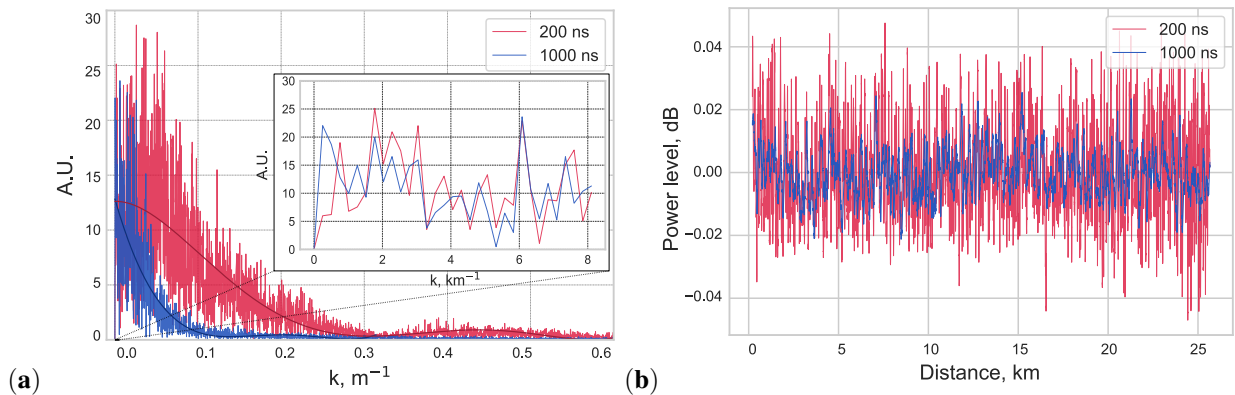 30
25
20
15
10
5
0
A.U.
0.0 0.1 0.2 0.3 0.4 0.5 0.6
k, m⁻¹
200 ns
1000 ns
30
25
20
15
10
5
0
A.U.
0 2 4 6 8
k, km⁻¹
(a)
0.04
0.02
0.00
−0.02
−0.04
Power level, dB
0 5 10 15 20 25
Distance, km
200 ns
1000 ns
(b)